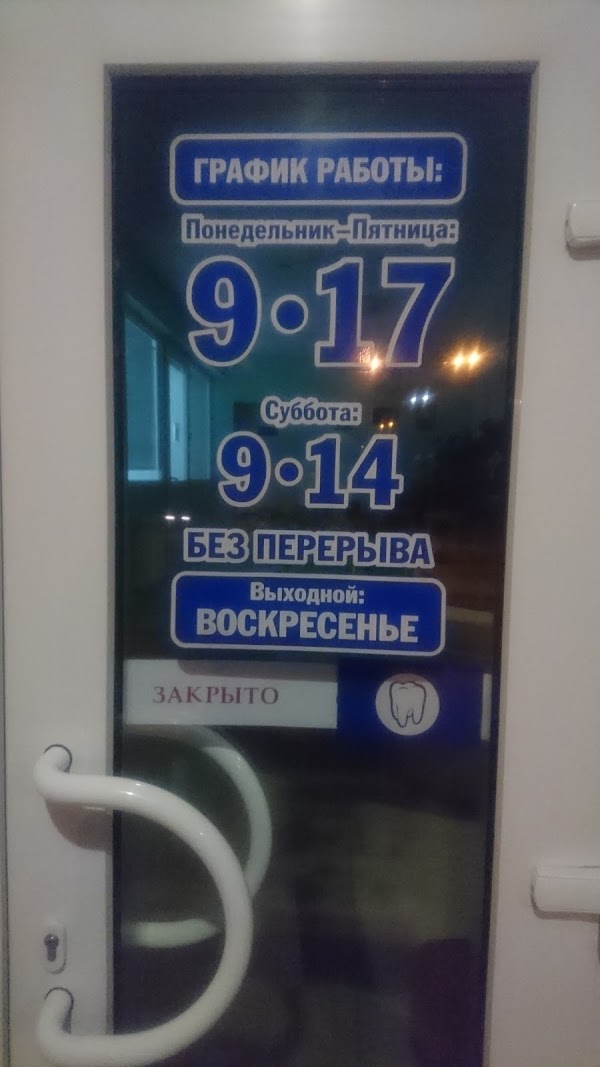 ГРАФИК РАБОТЫ:
Понедельник–Пятница:
9•17
Суббота:
9•14
БЕЗ ПЕРЕРЫВА
Выходной:
ВОСКРЕСЕНЬЕ
ЗАКРЫТО